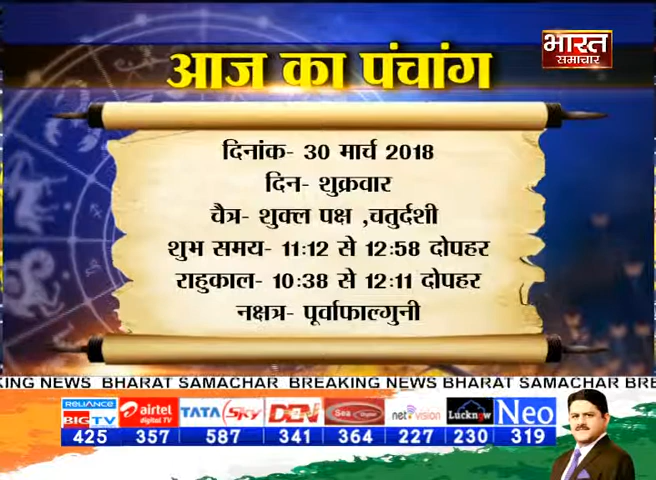 भारत
समाचार
आज का पंचांग
दिनांक- 30 मार्च 2018
दिन- शुक्रवार
चैत्र- शुक्ल पक्ष ,चतुर्दशी
शुभ समय- 11:12 से 12:58 दोपहर
राहुकाल- 10:38 से 12:11 दोपहर
नक्षत्र- पूर्वाफाल्गुनी
KING NEWS BHARAT SAMACHAR BREAKING NEWS BHARAT SAMACHAR BRE
RELIANCE BIG TV airtel digital TV TATA Sky DEN Sea net vision Lucknow Neo
425 357 587 341 364 227 230 319